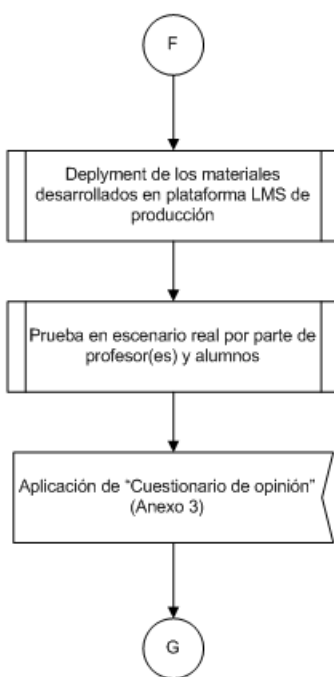 F
Deplyment de los materiales
desarrollados en plataforma LMS de
producción
Prueba en escenario real por parte de
profesor(es) y alumnos
Aplicación de “Cuestionario de opinión”
(Anexo 3)
G